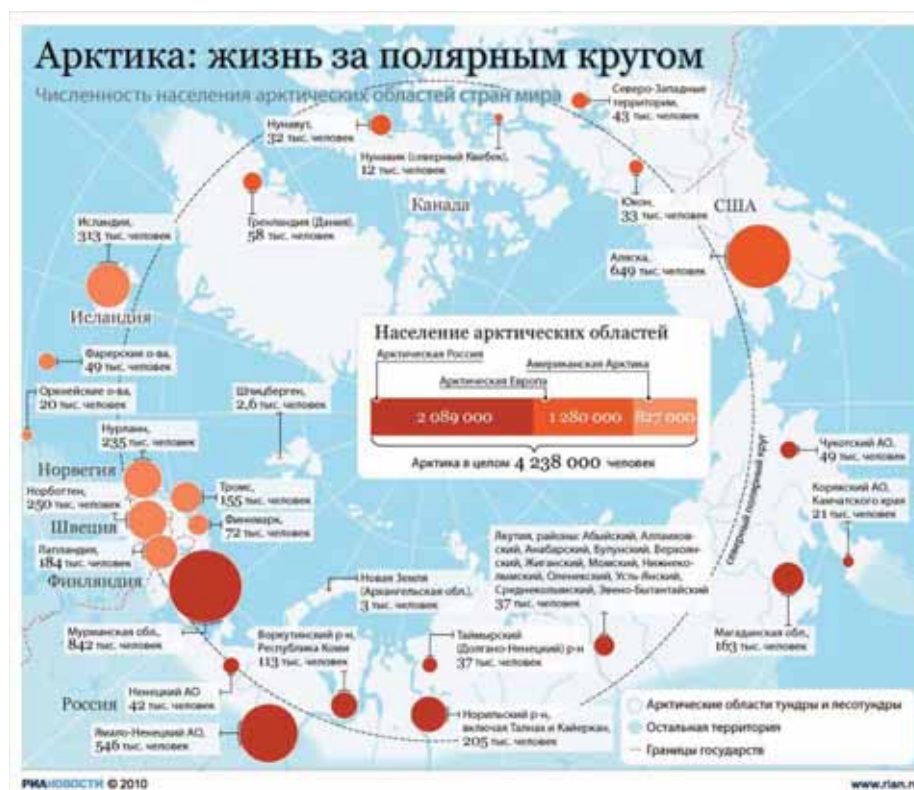 Арктика: жизнь за полярным кругом
Численность населения арктических областей стран мира
Северо-Западные
территории,
43 тыс. человек
Нунавут,
32 тыс. человек
Нунавик (северный Квебек),
12 тыс. человек
Канада
Юкон,
33 тыс. человек
США
Гренландия (Дания),
58 тыс. человек
Исландия,
313 тыс. человек
Исландия
Аляска,
649 тыс. человек
Население арктических областей
Арктическая Россия
Американская Арктика
Арктическая Европа
2 089 000
1 280 000
827 000
Арктика в целом 4 238 000 человек
Фарерские о-ва,
49 тыс. человек
Оркнейские о-ва,
20 тыс. человек
Шпицберген,
2,6 тыс. человек
Нурланн,
235 тыс. человек
Норвегия
Норботтен,
250 тыс. человек
Тромс,
155 тыс. человек
Швеция
Финнмарк,
72 тыс. человек
Лапландия,
184 тыс. человек
Финляндия
северный полярный круг
Чукотский АО,
49 тыс. человек
Корякский АО,
Камчатского края
21 тыс. человек
Якутия, районы: Абыйский, Аллаихов-
ский, Анабарский, Булунский, Верхоян-
ский, Жиганский, Момский, Нижнеко-
лымский, Оленекский, Усть-Янский,
Среднеколымский, Эвено-Бытантайский
37 тыс. человек
Новая Земля
(Архангельская обл.),
3 тыс. человек
Мурманская обл.,
842 тыс. человек
Воркутинский р-н,
Республика Коми
113 тыс. человек
Таймырский
(Долгано-Ненецкий) р-н
37 тыс. человек
Магаданская обл.,
163 тыс. человек
Россия
Ненецкий АО
42 тыс. человек
Ямало-Ненецкий АО,
546 тыс. человек
Норильский р-н,
включая Талнах и Кайеркан,
205 тыс. человек
Арктические области тундры и лесотундры
Остальная территория
Границы государств
РИАНОВОСТИ © 2010
www.rian.ru